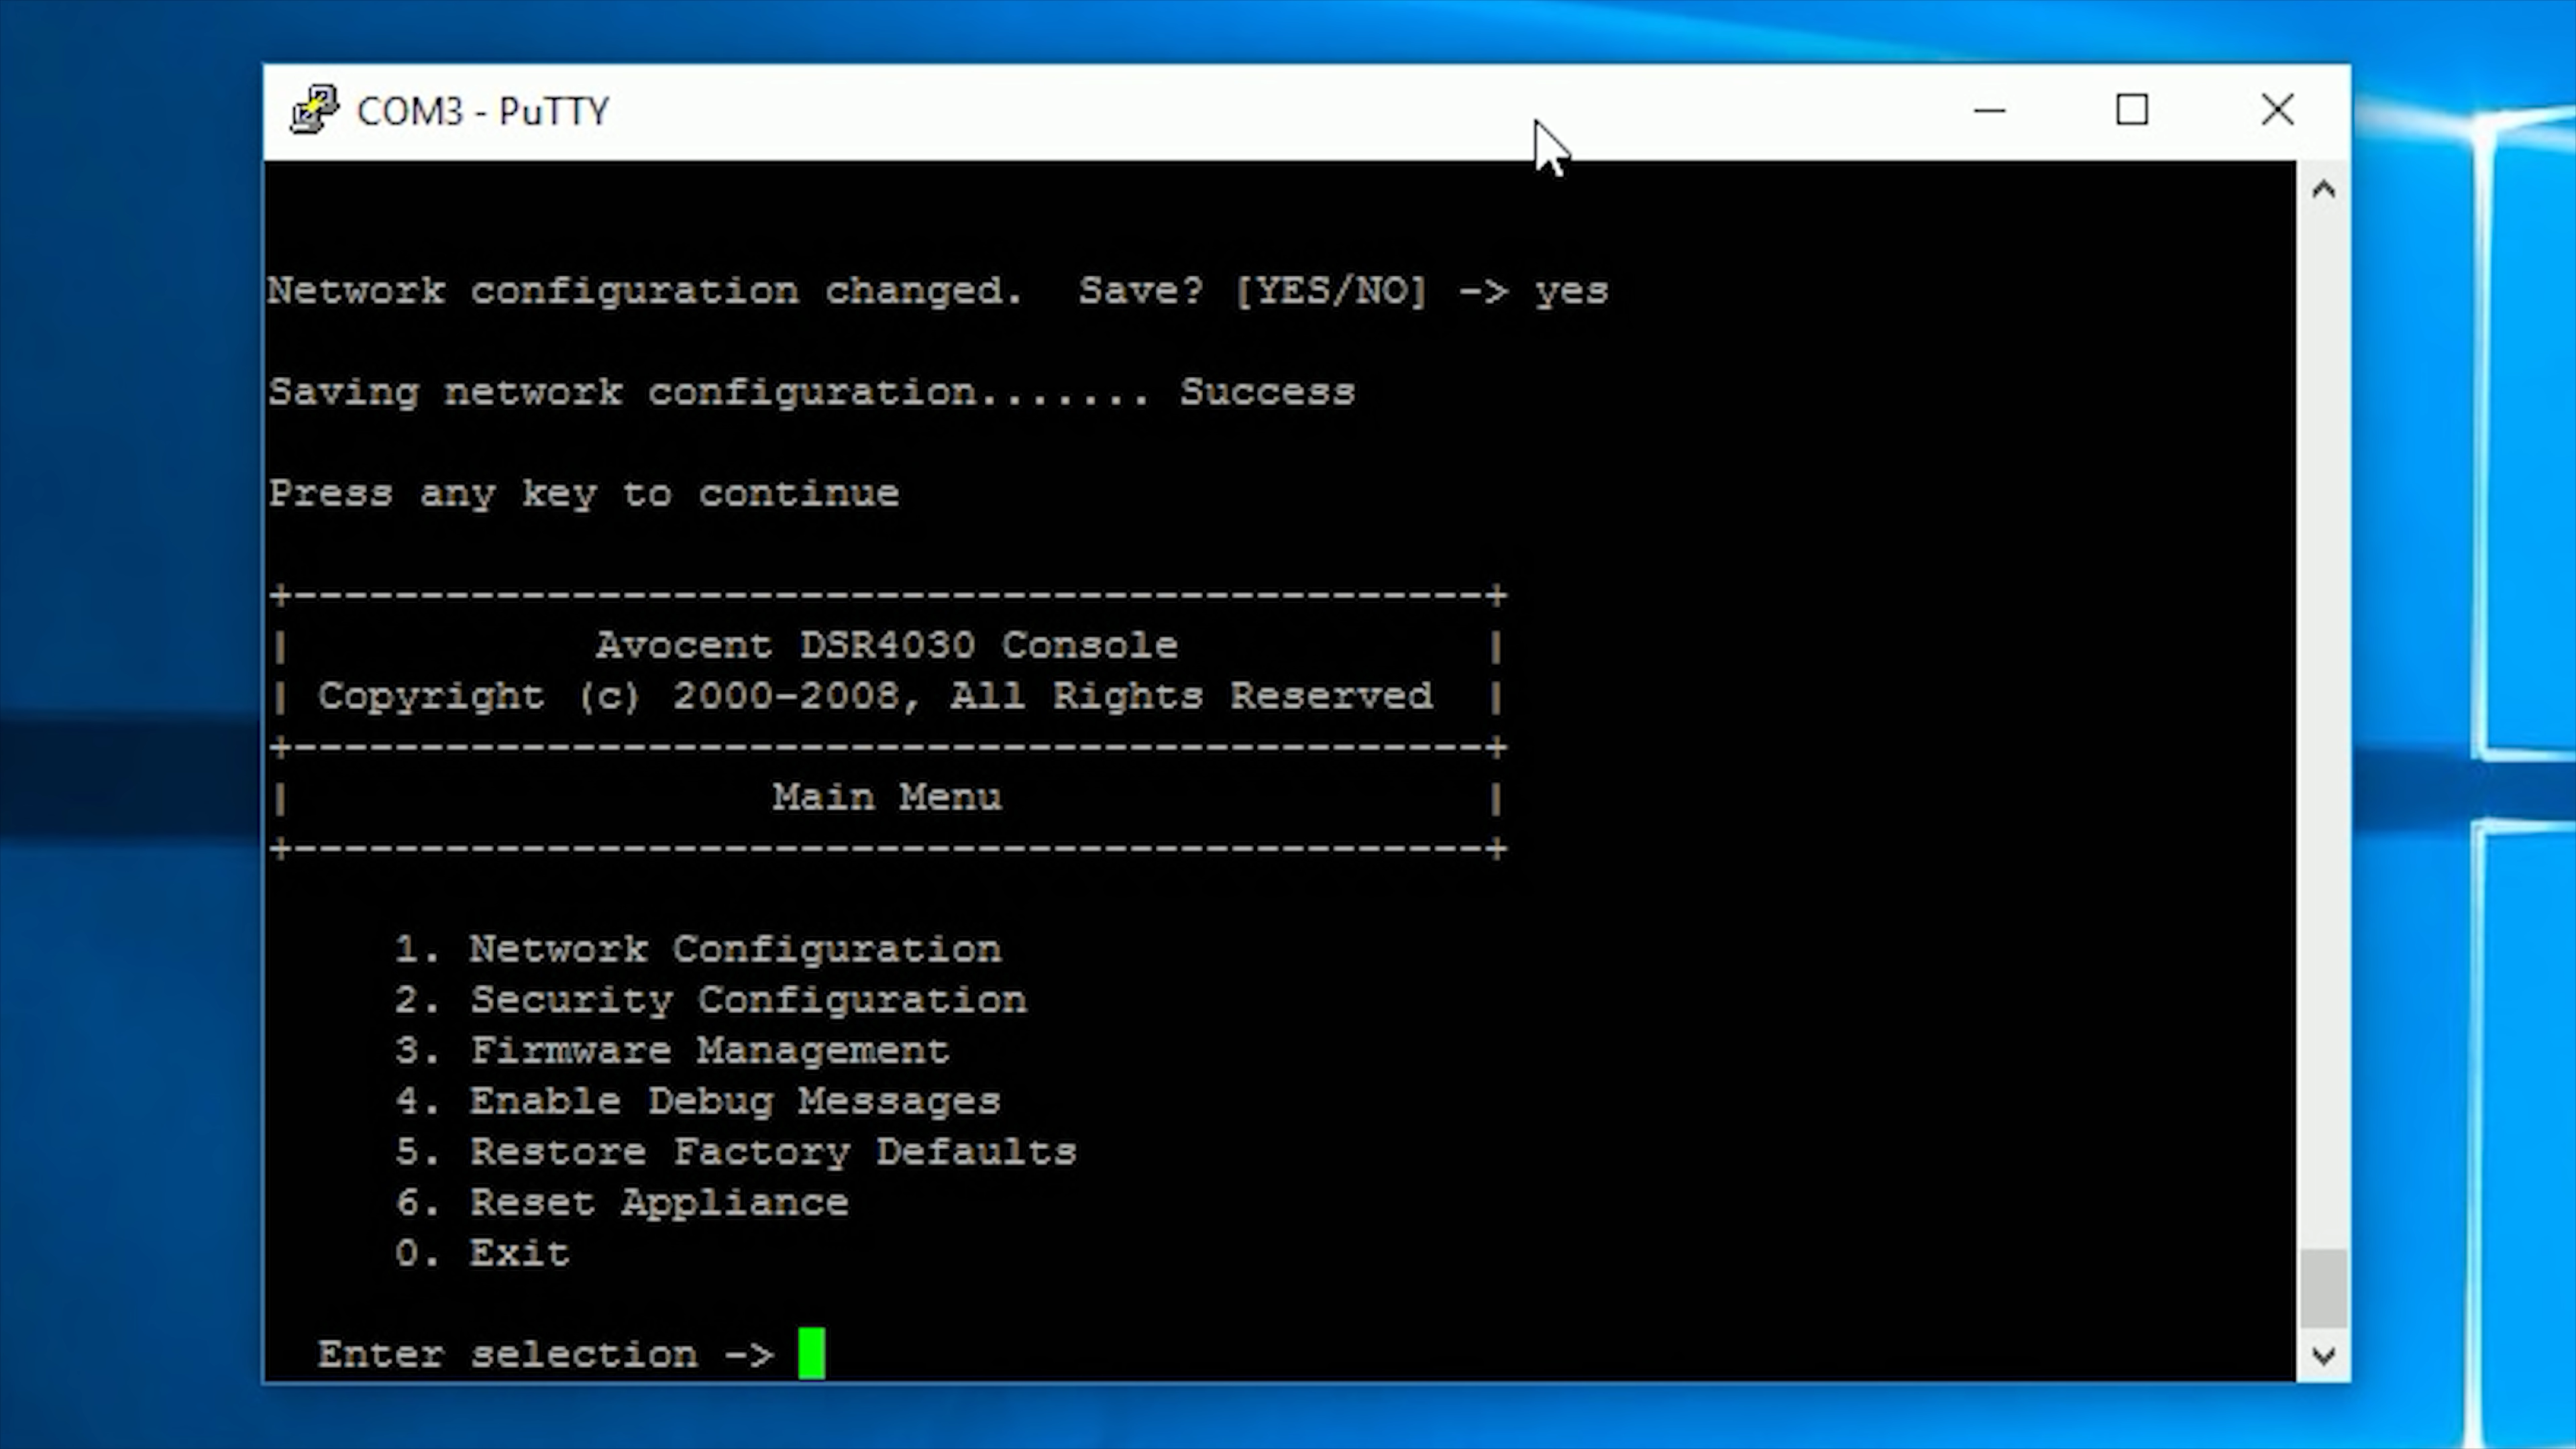 COM3 - PuTTY
Network configuration changed.  Save? [YES/NO] -> yes
Saving network configuration....... Success
Press any key to continue
+-----------------------------------------------+
|            Avocent DSR4030 Console            |
| Copyright (c) 2000-2008, All Rights Reserved  |
+-----------------------------------------------+
|                   Main Menu                   |
+-----------------------------------------------+
1. Network Configuration
2. Security Configuration
3. Firmware Management
4. Enable Debug Messages
5. Restore Factory Defaults
6. Reset Appliance
0. Exit
Enter selection ->